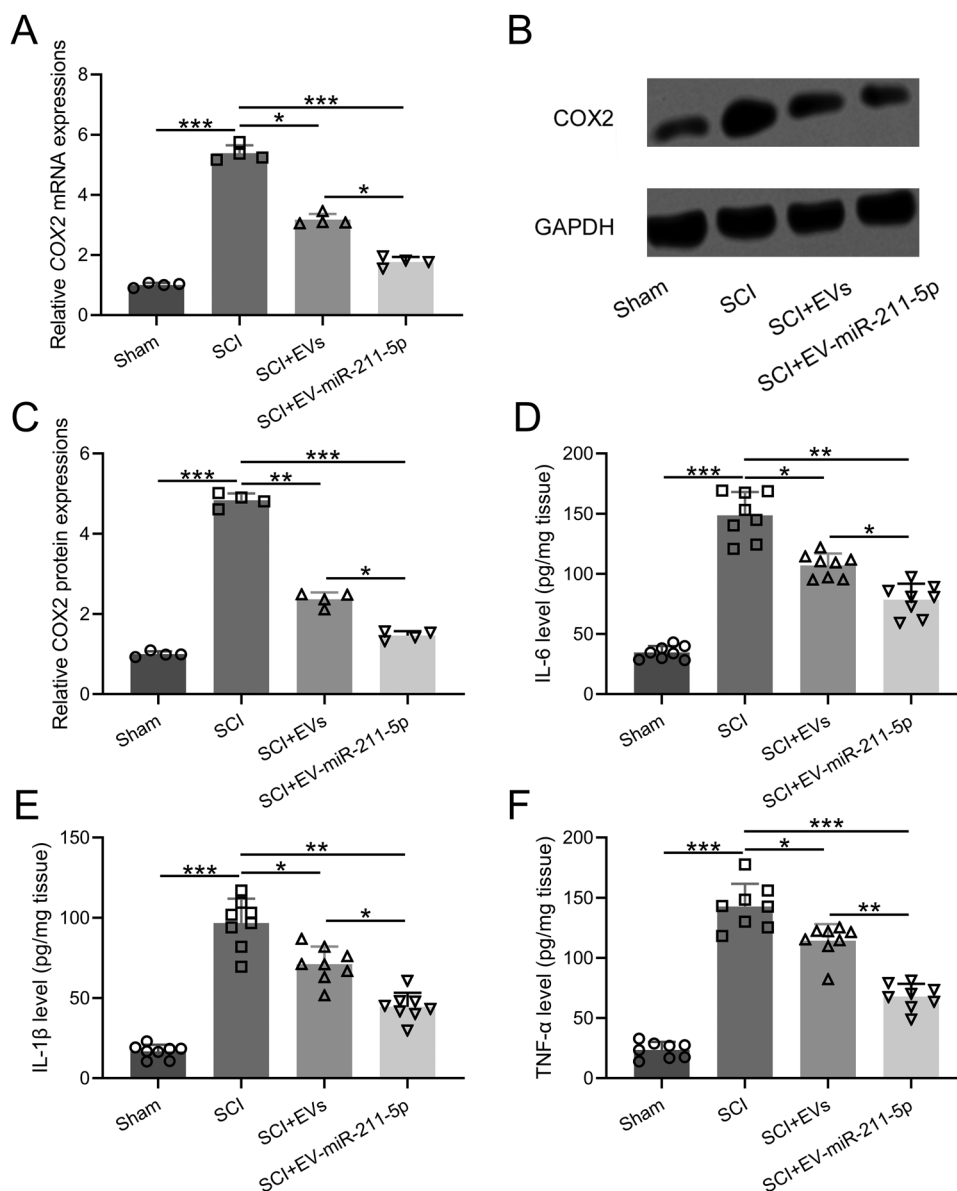 A
Relative COX2 mRNA expressions
8
6
4
2
0
***
***
*
*
Sham
SCI
SCI+EVs
SCI+EV-miR-211-5p
B
COX2
GAPDH
Sham
SCI
SCI+EVs
SCI+EV-miR-211-5p
C
Relative COX2 protein expressions
6
4
2
0
***
***
**
*
Sham
SCI
SCI+EVs
SCI+EV-miR-211-5p
D
IL-6 level (pg/mg tissue)
200
150
100
50
0
**
***
*
*
Sham
SCI
SCI+EVs
SCI+EV-miR-211-5p
E
IL-1β level (pg/mg tissue)
150
100
50
0
**
***
*
*
Sham
SCI
SCI+EVs
SCI+EV-miR-211-5p
F
TNF-α level (pg/mg tissue)
200
150
100
50
0
***
***
*
**
Sham
SCI
SCI+EVs
SCI+EV-miR-211-5p